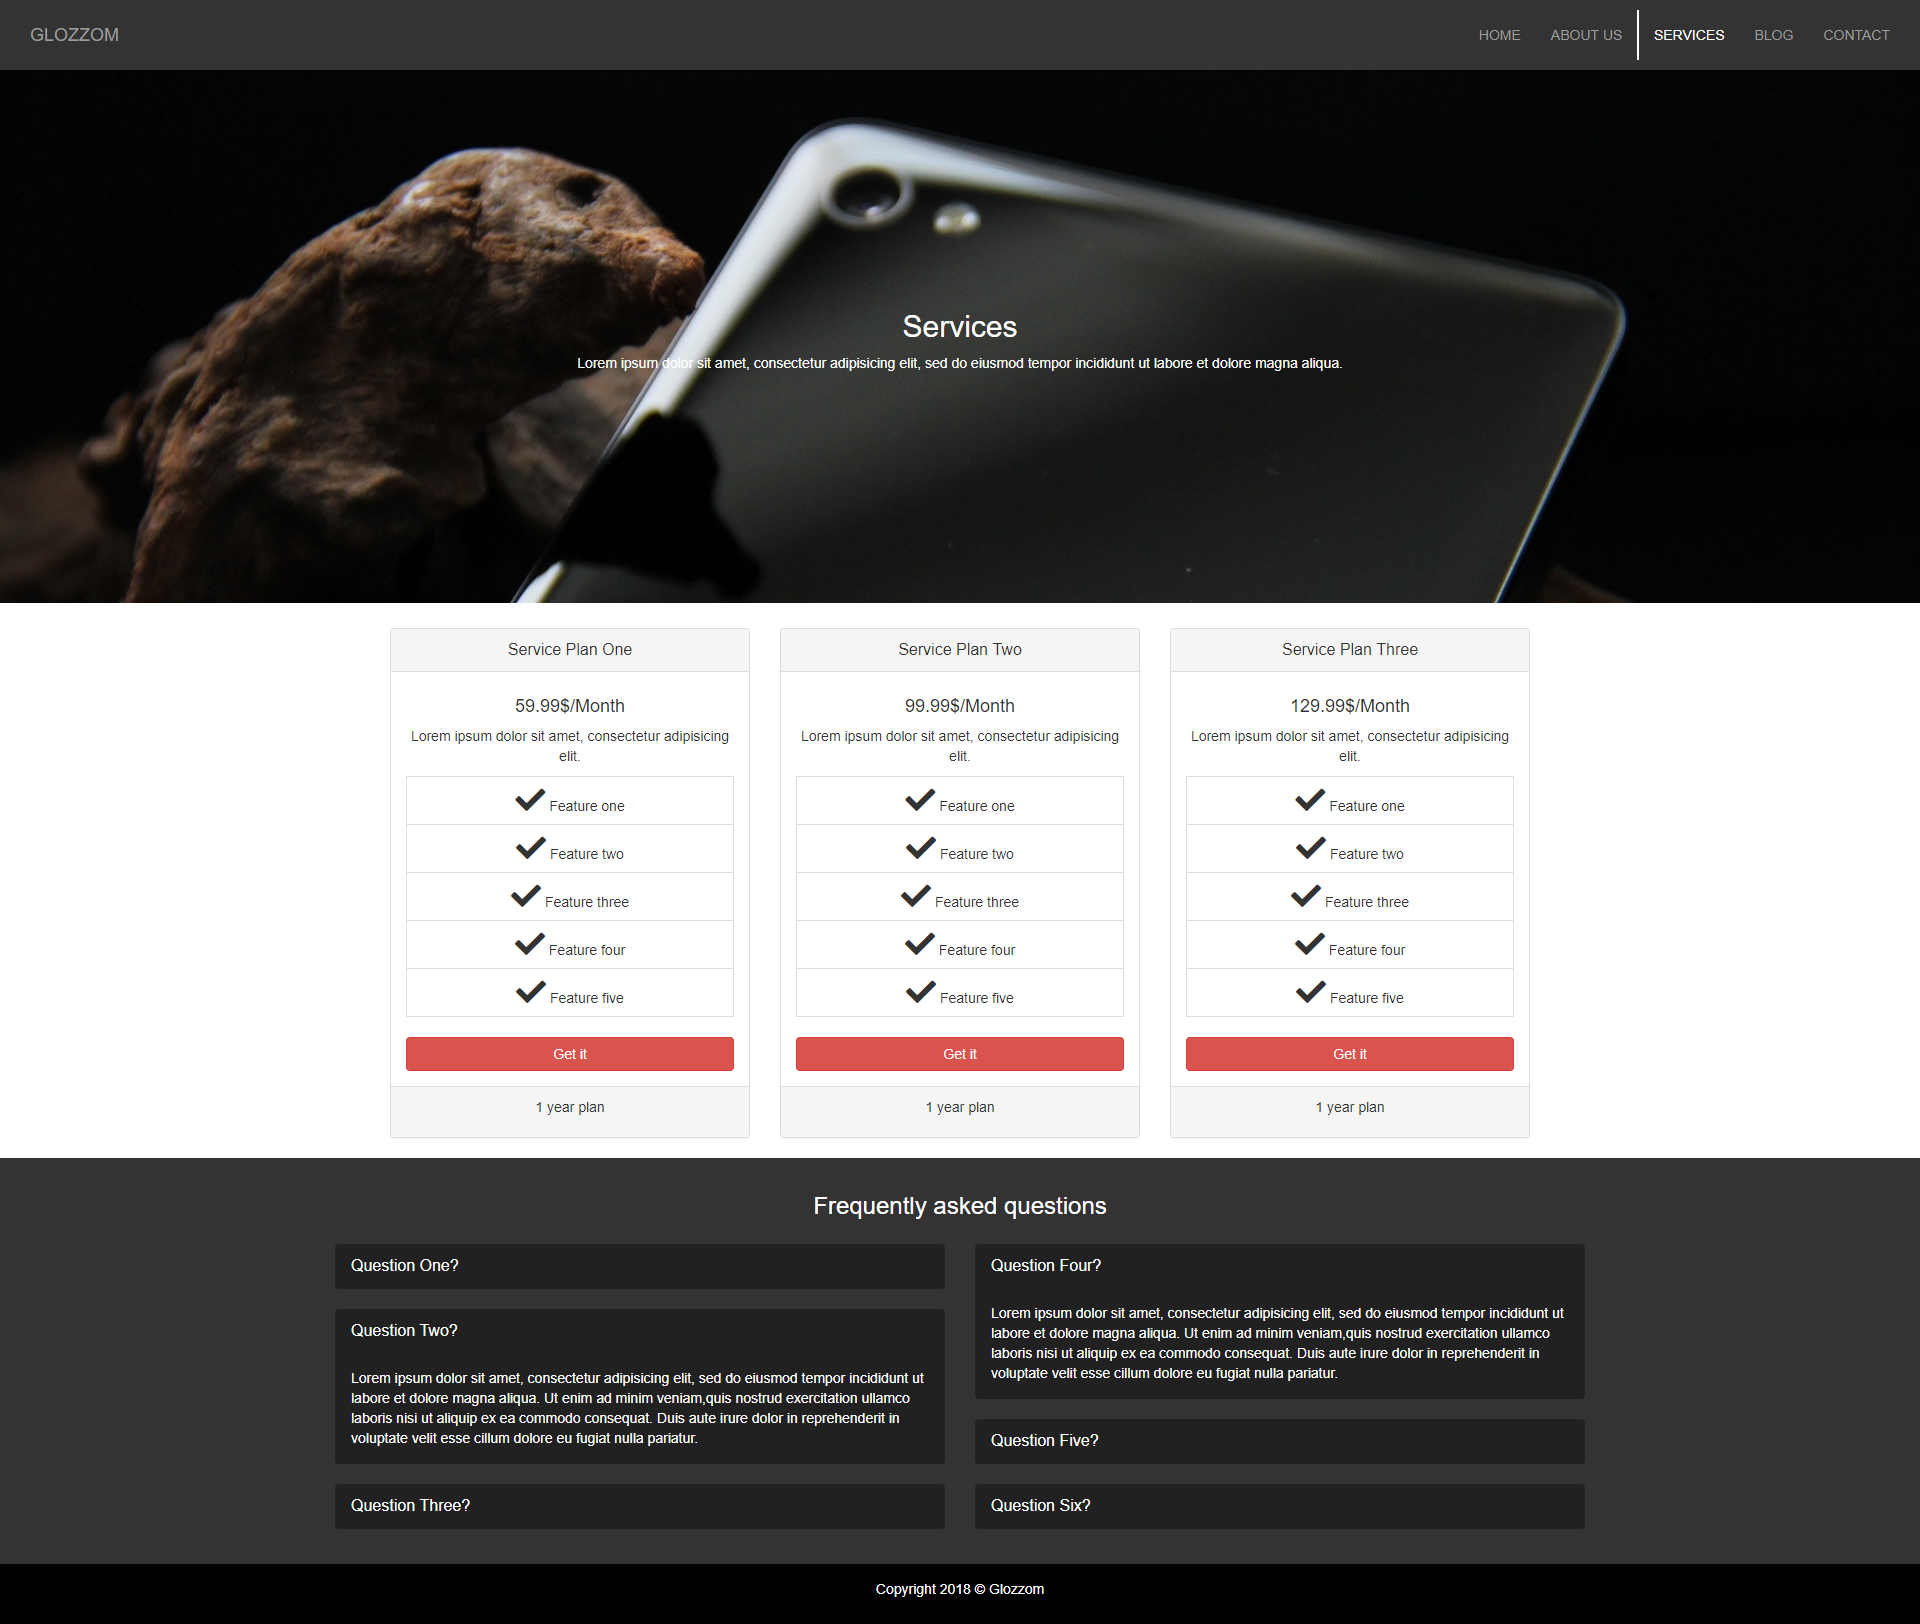 GLOZZOM
HOME ABOUT US SERVICES BLOG CONTACT
Services
Lorem ipsum dolor sit amet, consectetur adipisicing elit, sed do eiusmod tempor incididunt ut labore et dolore magna aliqua.
Service Plan One
59.99$/Month
Lorem ipsum dolor sit amet, consectetur adipisicing
elit.
Feature one
Feature two
Feature three
Feature four
Feature five
Get it
1 year plan
Service Plan Two
99.99$/Month
Lorem ipsum dolor sit amet, consectetur adipisicing
elit.
Feature one
Feature two
Feature three
Feature four
Feature five
Get it
1 year plan
Service Plan Three
129.99$/Month
Lorem ipsum dolor sit amet, consectetur adipisicing
elit.
Feature one
Feature two
Feature three
Feature four
Feature five
Get it
1 year plan
Frequently asked questions
Question One?
Question Two?
Lorem ipsum dolor sit amet, consectetur adipisicing elit, sed do eiusmod tempor incididunt ut
labore et dolore magna aliqua. Ut enim ad minim veniam,quis nostrud exercitation ullamco
laboris nisi ut aliquip ex ea commodo consequat. Duis aute irure dolor in reprehenderit in
voluptate velit esse cillum dolore eu fugiat nulla pariatur.
Question Three?
Question Four?
Lorem ipsum dolor sit amet, consectetur adipisicing elit, sed do eiusmod tempor incididunt ut
labore et dolore magna aliqua. Ut enim ad minim veniam,quis nostrud exercitation ullamco
laboris nisi ut aliquip ex ea commodo consequat. Duis aute irure dolor in reprehenderit in
voluptate velit esse cillum dolore eu fugiat nulla pariatur.
Question Five?
Question Six?
Copyright 2018 © Glozzom